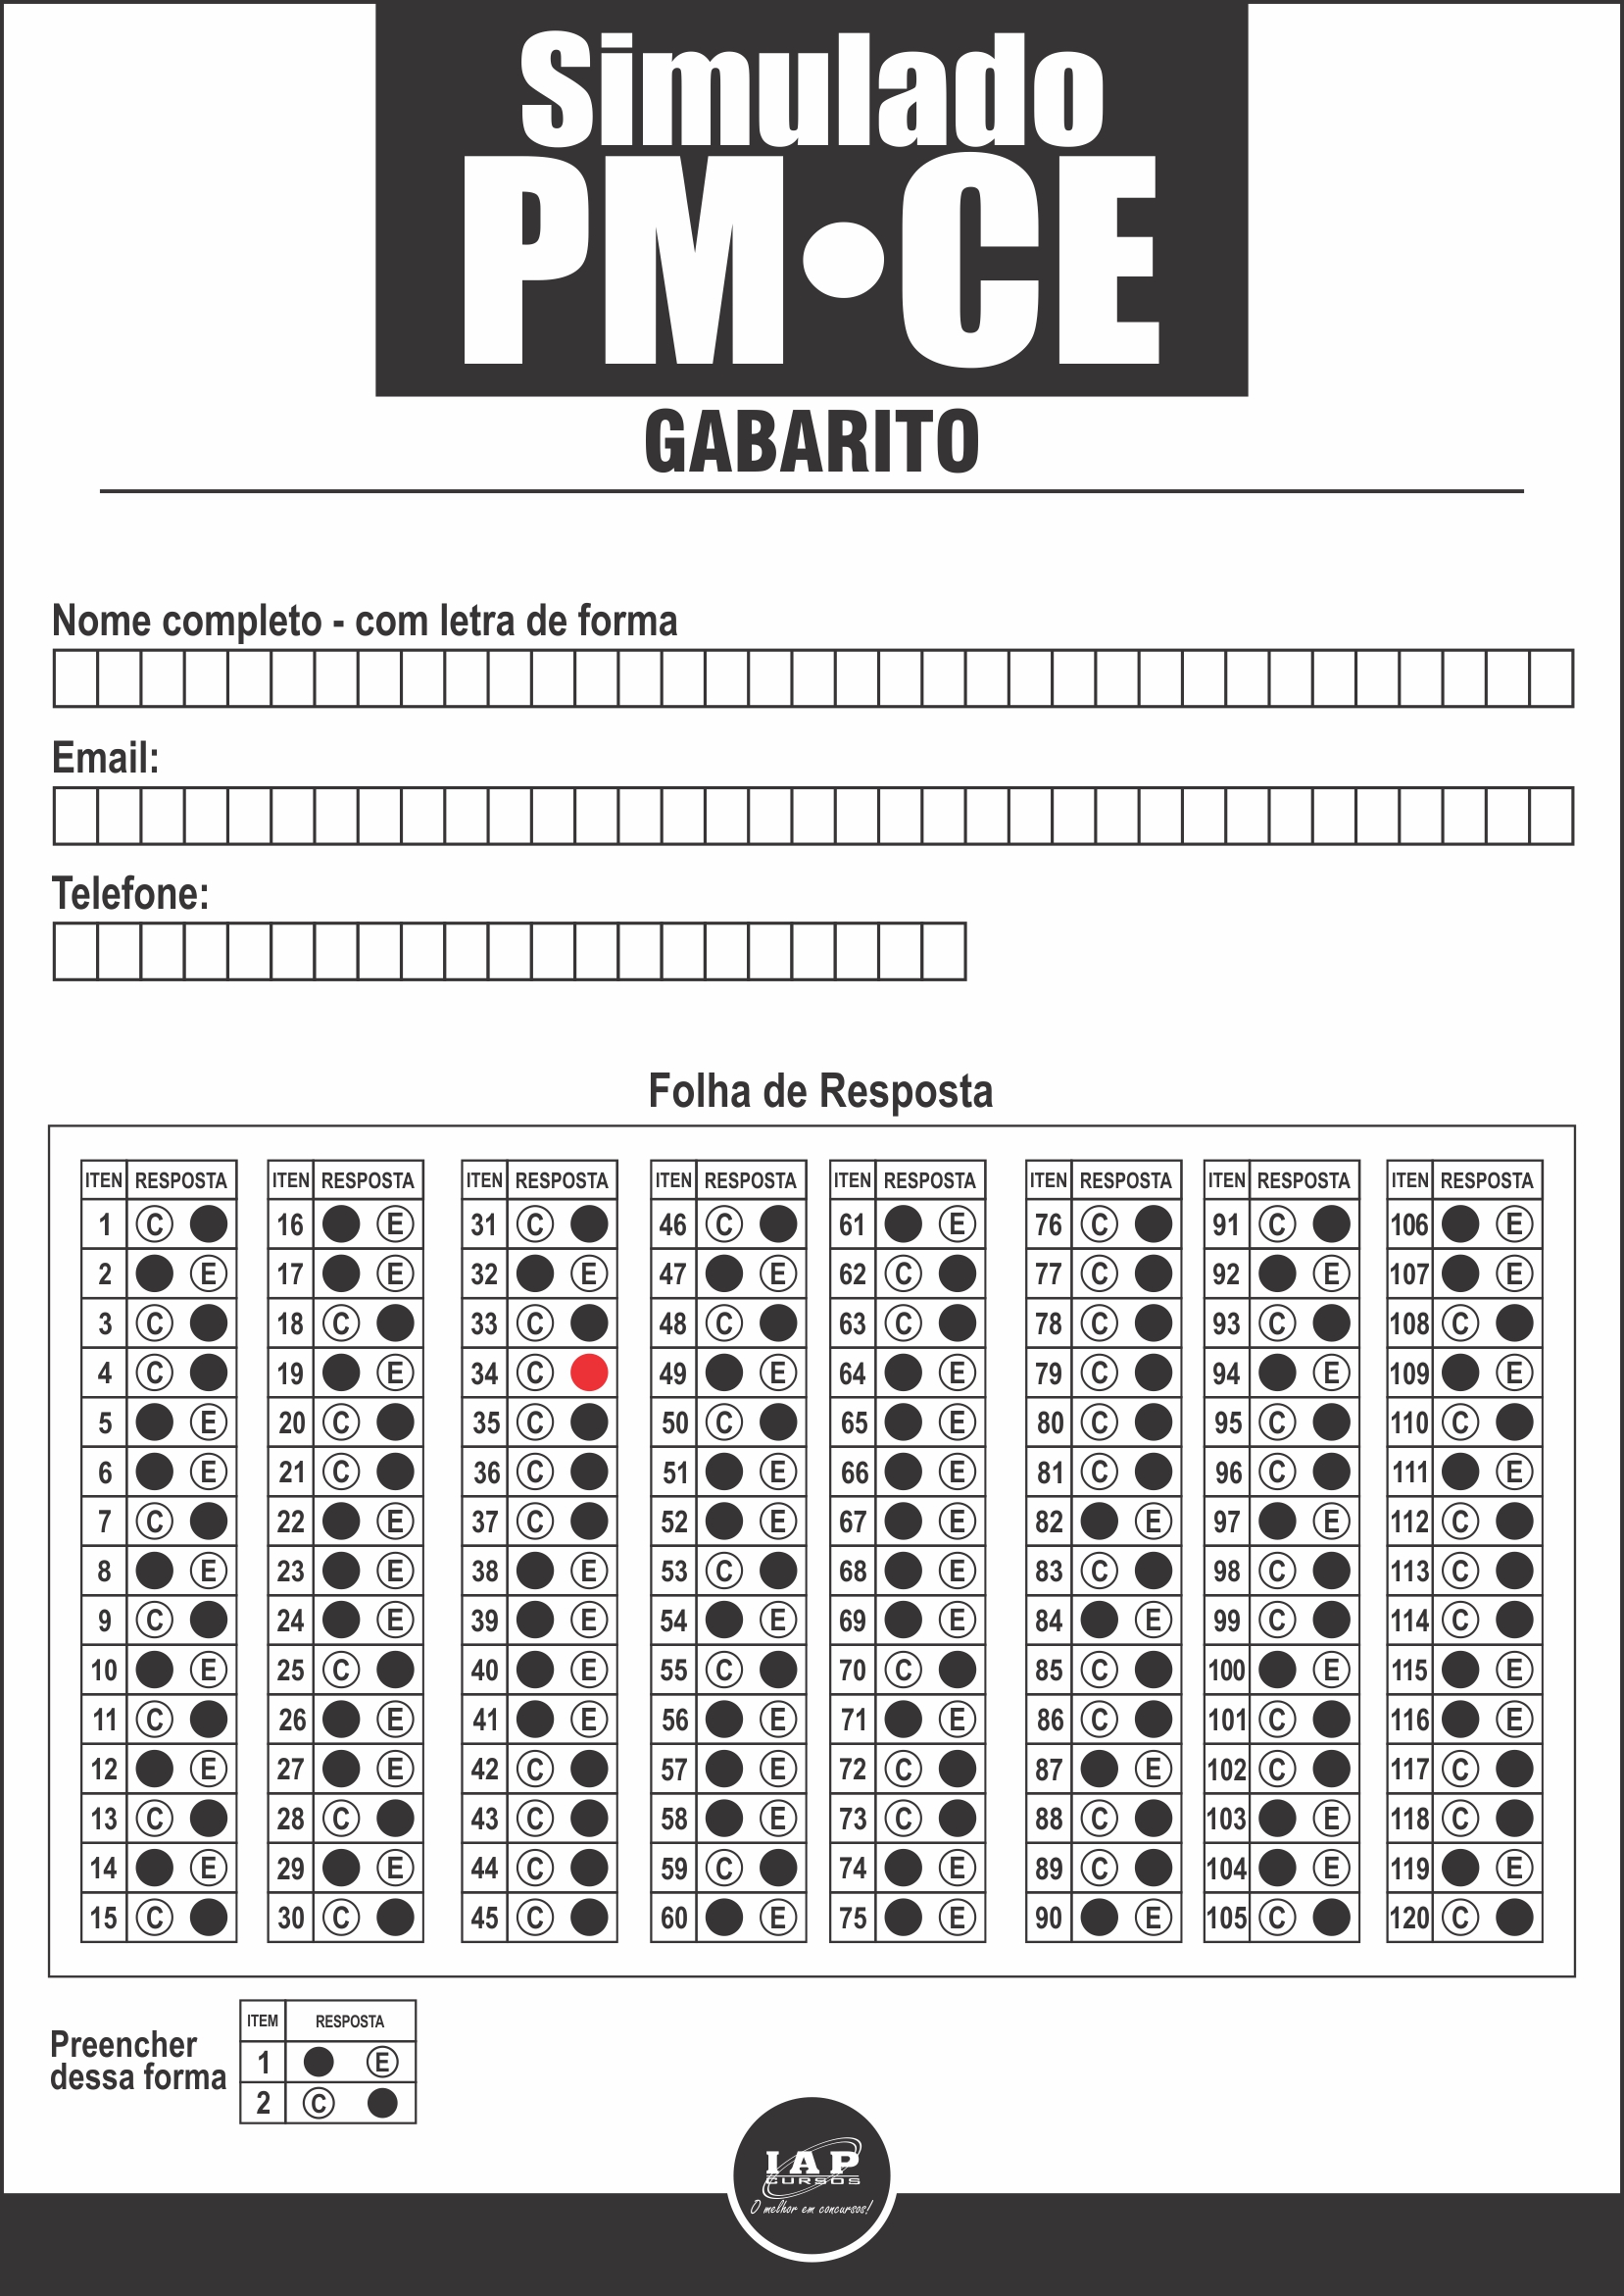 Simulado
PM•CE
GABARITO
Nome completo - com letra de forma
Email:
Telefone:
Folha de Resposta
ITEN RESPOSTA ITEN RESPOSTA ITEN RESPOSTA ITEN RESPOSTA ITEN RESPOSTA ITEN RESPOSTA ITEN RESPOSTA ITEN RESPOSTA
1 C 16 E 31 C 46 C 61 E 76 C 91 C 106 E
2 E 17 E 32 E 47 E 62 C 77 C 92 E 107 E
3 C 18 C 33 C 48 C 63 C 78 C 93 C 108 C
4 C 19 E 34 C 49 E 64 E 79 C 94 E 109 E
5 E 20 C 35 C 50 C 65 E 80 C 95 C 110 C
6 E 21 C 36 C 51 E 66 E 81 C 96 C 111 E
7 C 22 E 37 C 52 E 67 E 82 E 97 E 112 C
8 E 23 E 38 E 53 C 68 E 83 C 98 C 113 C
9 C 24 E 39 E 54 E 69 E 84 E 99 C 114 C
10 E 25 C 40 E 55 C 70 C 85 C 100 E 115 E
11 C 26 E 41 E 56 E 71 E 86 C 101 C 116 E
12 E 27 E 42 C 57 E 72 C 87 E 102 C 117 C
13 C 28 C 43 C 58 E 73 C 88 C 103 E 118 C
14 E 29 E 44 C 59 C 74 E 89 C 104 E 119 E
15 C 30 C 45 C 60 E 75 E 90 E 105 C 120 C
Preencher
dessa forma
ITEM RESPOSTA
1 E
2 C
IAP
CURSOS
O melhor em concursos!